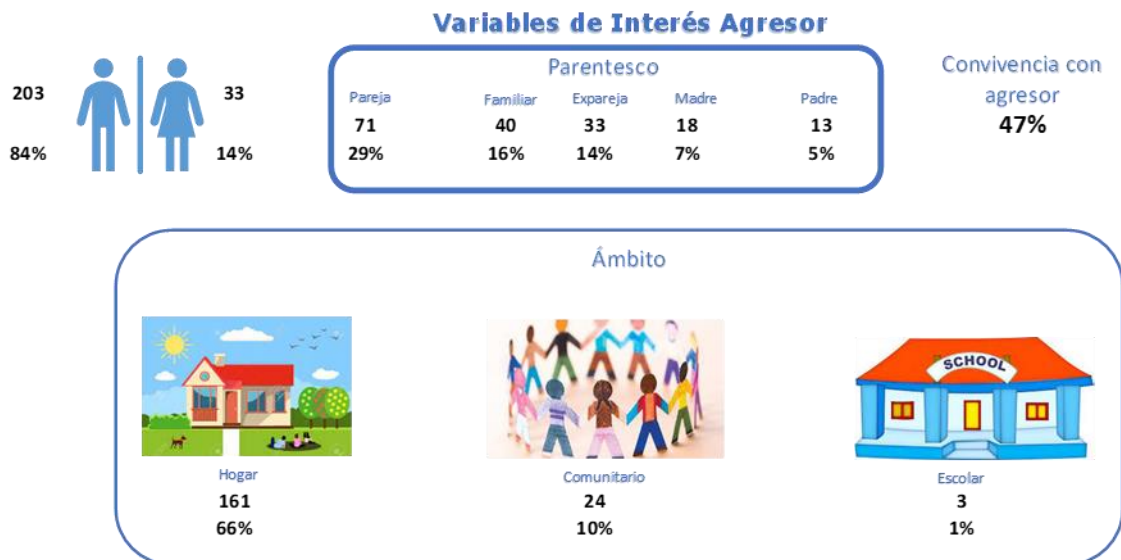 Variables de Interés Agresor
203
84%
33
14%
Parentesco
Pareja Familiar Expareja Madre Padre
71 40 33 18 13
29% 16% 14% 7% 5%
Convivencia con
agresor
47%
Ámbito
SCHOOL
Hogar Comunitario Escolar
161 24 3
66% 10% 1%